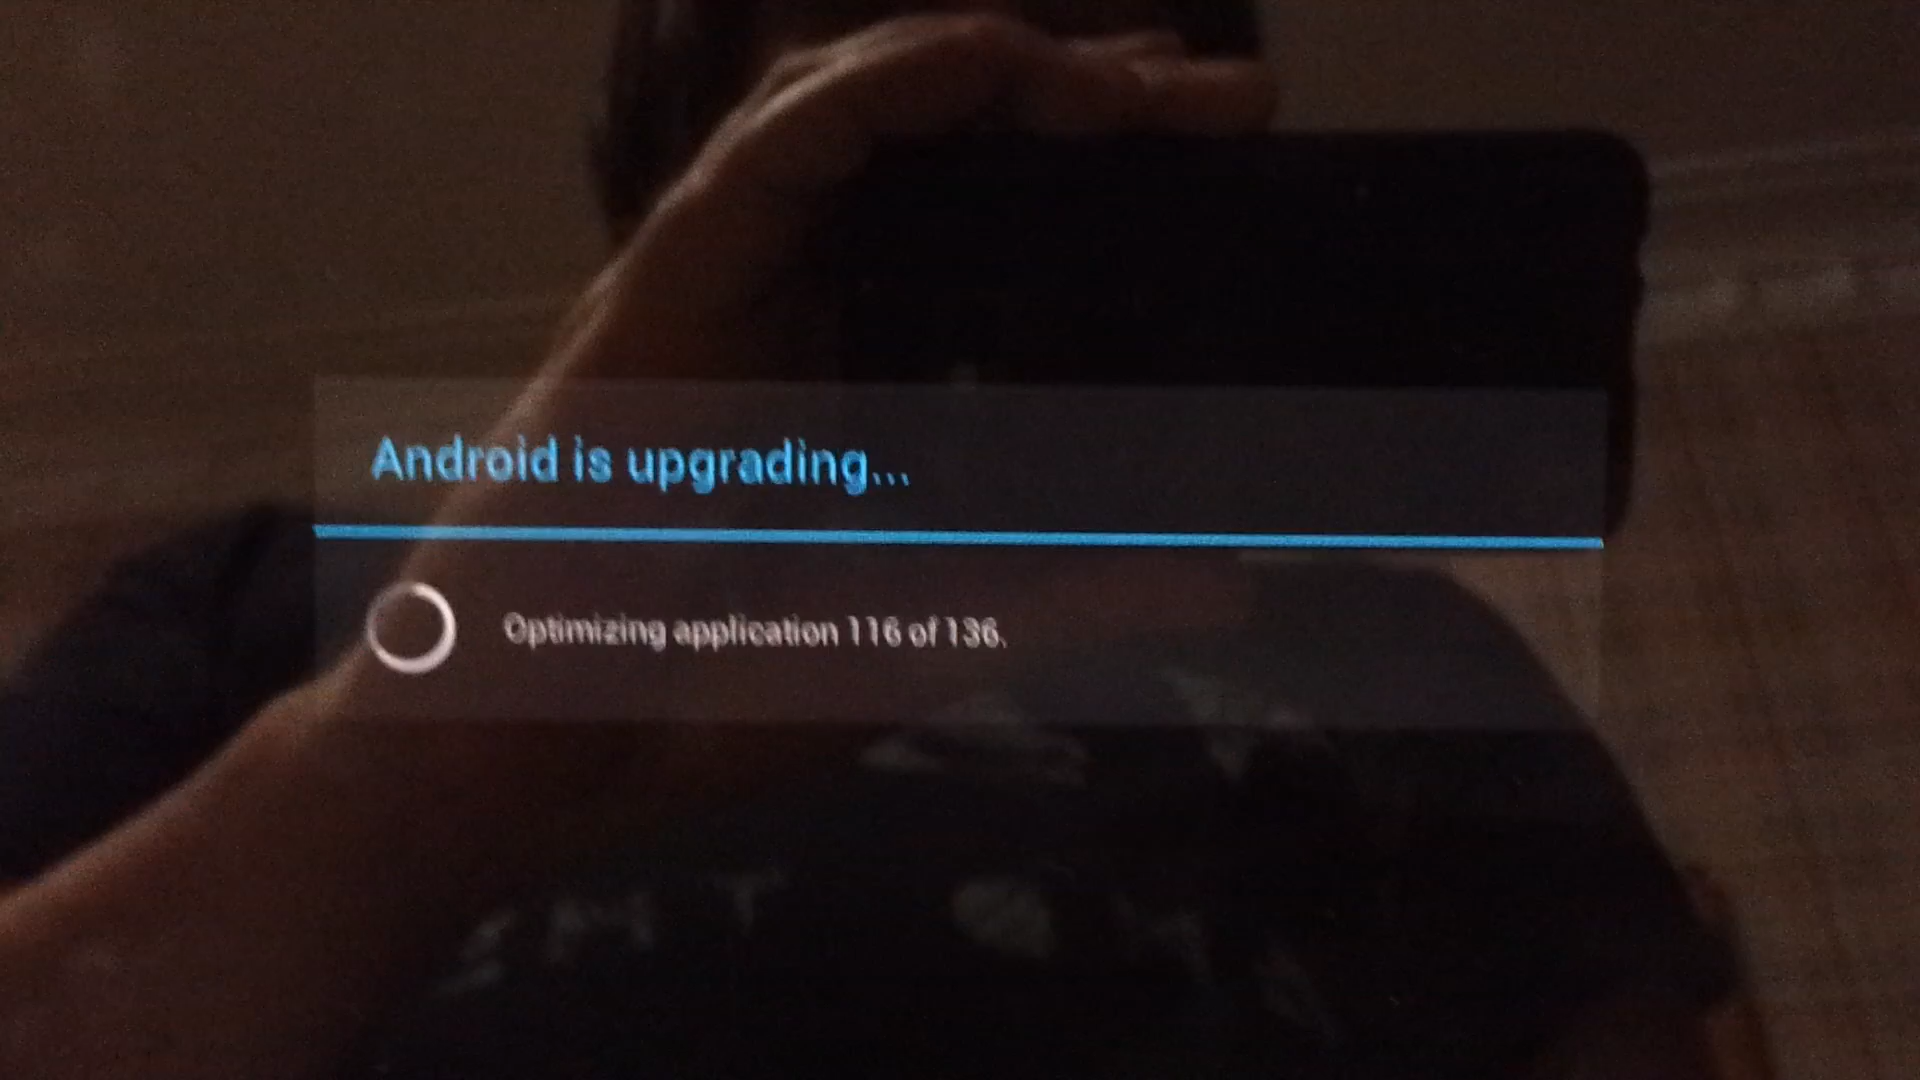 Android is upgrading...
Optimizing application 116 of 136.